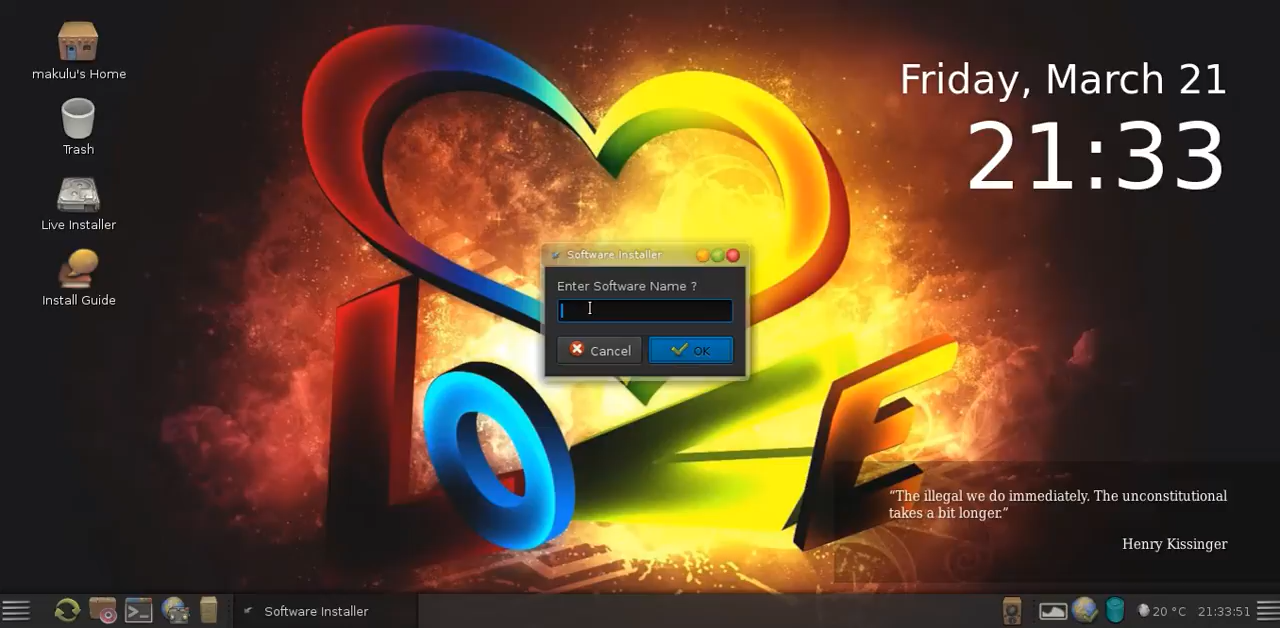 makulu's Home
Trash
Live Installer
Install Guide
Friday, March 21
21:33
Software Installer
Enter Software Name ?
Cancel
OK
LOVE
“The illegal we do immediately. The unconstitutional
takes a bit longer.”
Henry Kissinger
Software Installer
20 °C
21:33:51